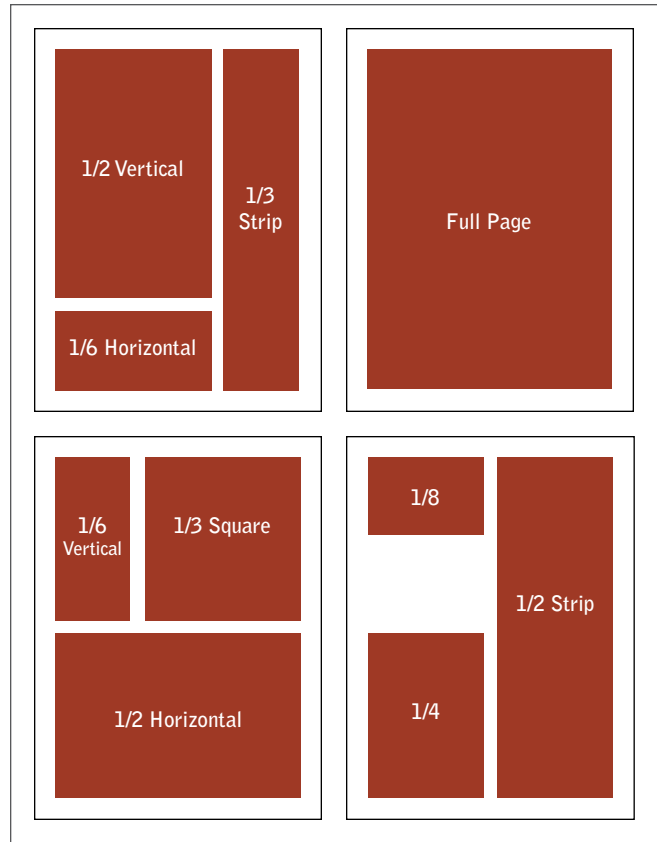 1/2 Vertical
1/3
Strip
1/6 Horizontal
Full Page
1/6
Vertical
1/3 Square
1/2 Horizontal
1/8
1/2 Strip
1/4